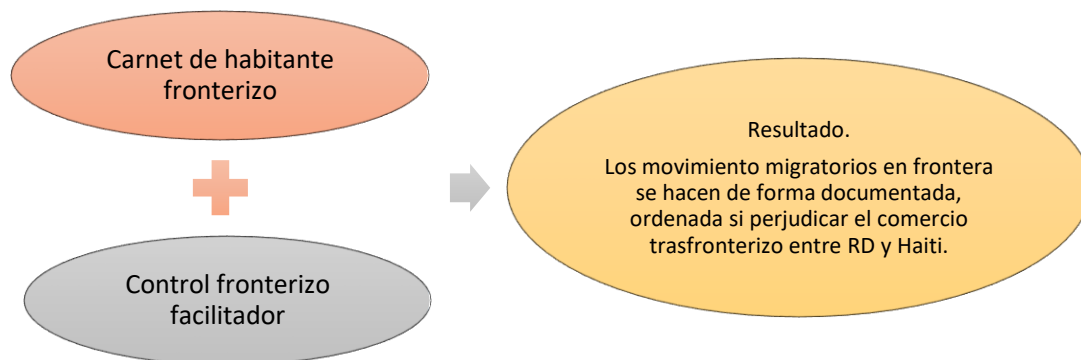 Carnet de habitante
fronterizo
Control fronterizo
facilitador
Resultado.
Los movimiento migratorios en frontera
se hacen de forma documentada,
ordenada si perjudicar el comercio
trasfronterizo entre RD y Haiti.